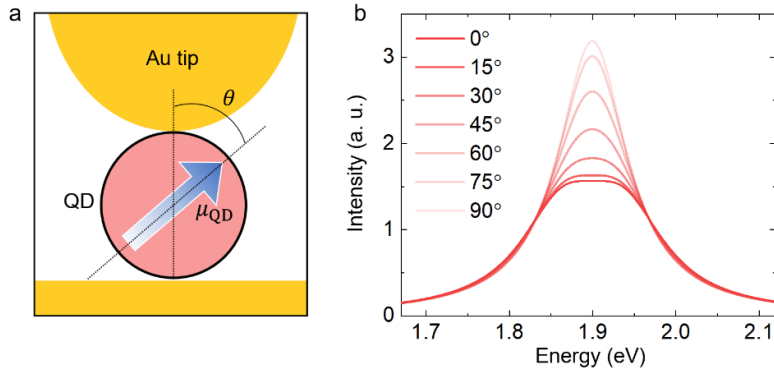 a
Au tip
θ
QD
μQD
b
Intensity (a. u.)
3
2
1
0
0°
15°
30°
45°
60°
75°
90°
1.7 1.8 1.9 2.0 2.1
Energy (eV)